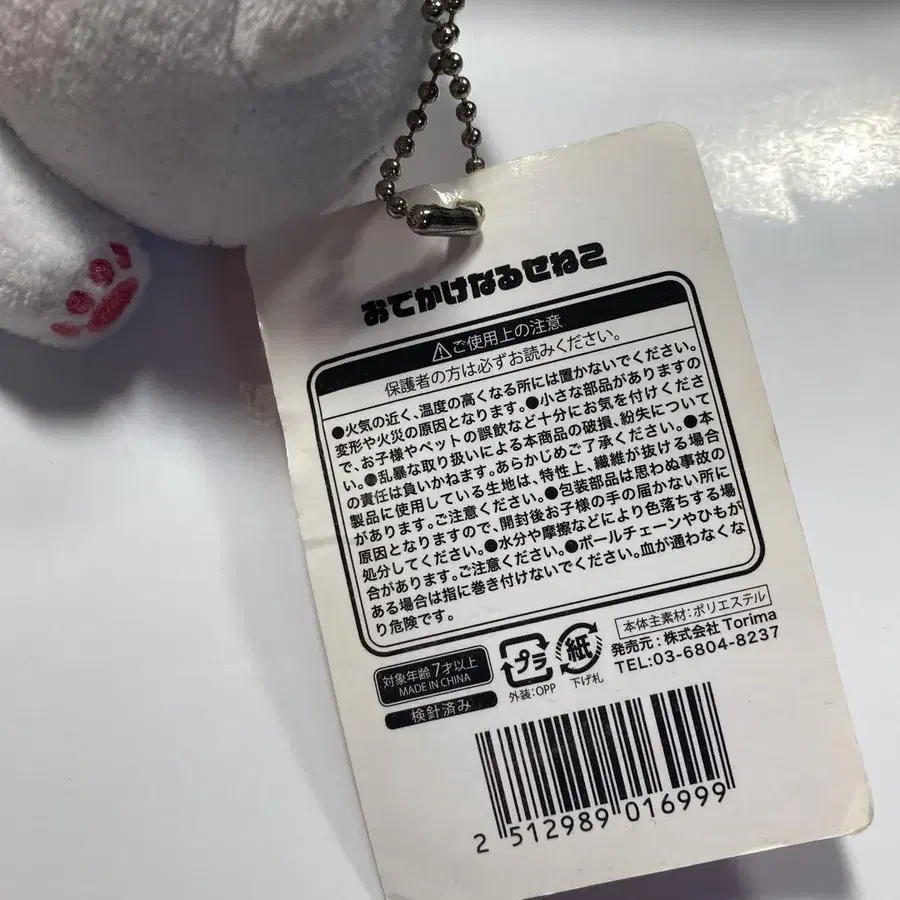 おでかけなるせねこ
⚠ご使用上の注意
保護者の方は必ずお読みください。
●火気の近く、温度の高くなる所には置かないでください。
変形や火災の原因となります。●小さな部品がありますの
で、お子様やペットの誤飲など十分にお気を付けくださ
い。●乱暴な取り扱いによる本商品の破損、紛失について
の責任は負いかねます。あらかじめご了承ください。●本
製品に使用している生地は、特性上、繊維が抜ける場合
があります。ご注意ください。●包装部品は思わぬ事故の
原因となりますので、開封後お子様の手の届かない所に
処分してください。●水分や摩擦などにより色落ちする場
合があります。ご注意ください。●ボールチェーンやひもが
ある場合は指に巻き付けないでください。血が通わなくな
り危険です。
対象年齢7才以上
MADE IN CHINA
検針済み
プラ
外装:OPP
紙
下げ札
本体主素材:ポリエステル
発売元:株式会社 Torima
TEL:03-6804-8237
2 512989 016999